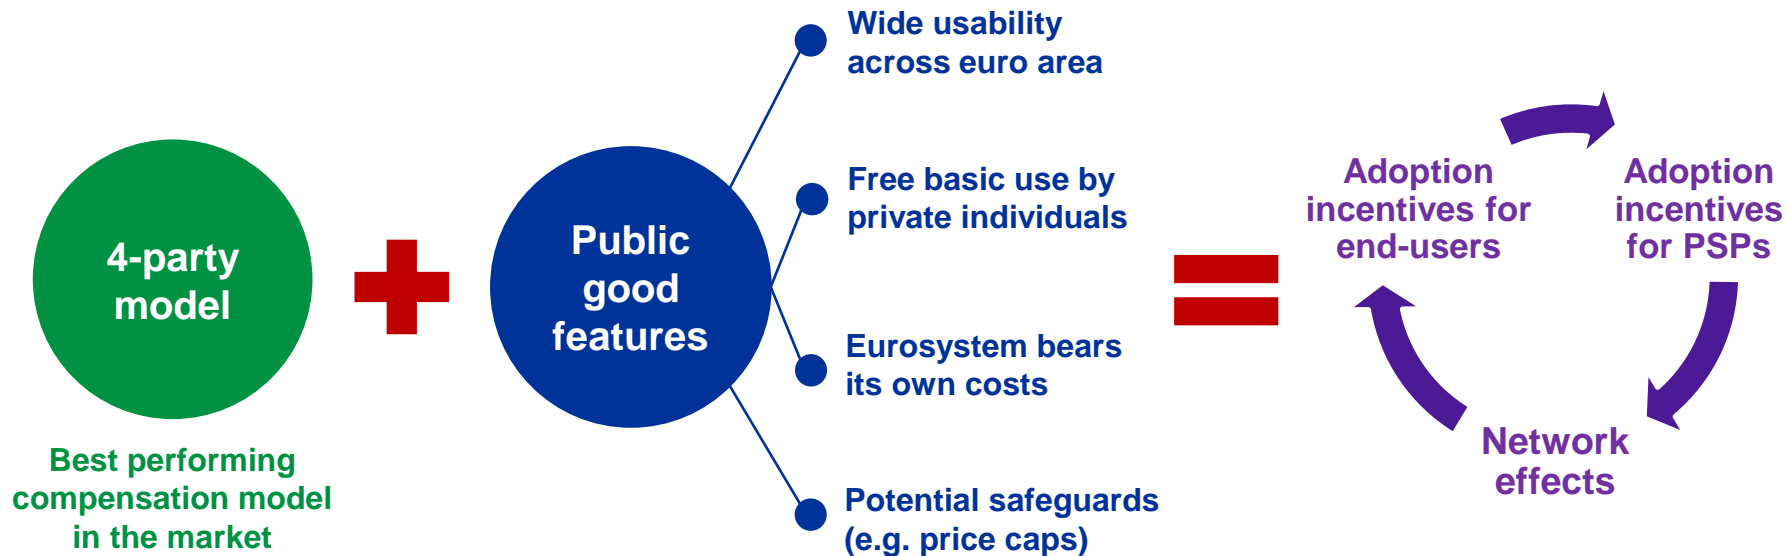 4-party
model
Best performing
compensation model
in the market
Public
good
features
Wide usability
across euro area
Free basic use by
private individuals
Eurosystem bears
its own costs
Potential safeguards
(e.g. price caps)
Adoption
incentives for
end-users
Adoption
incentives
for PSPs
Network
effects